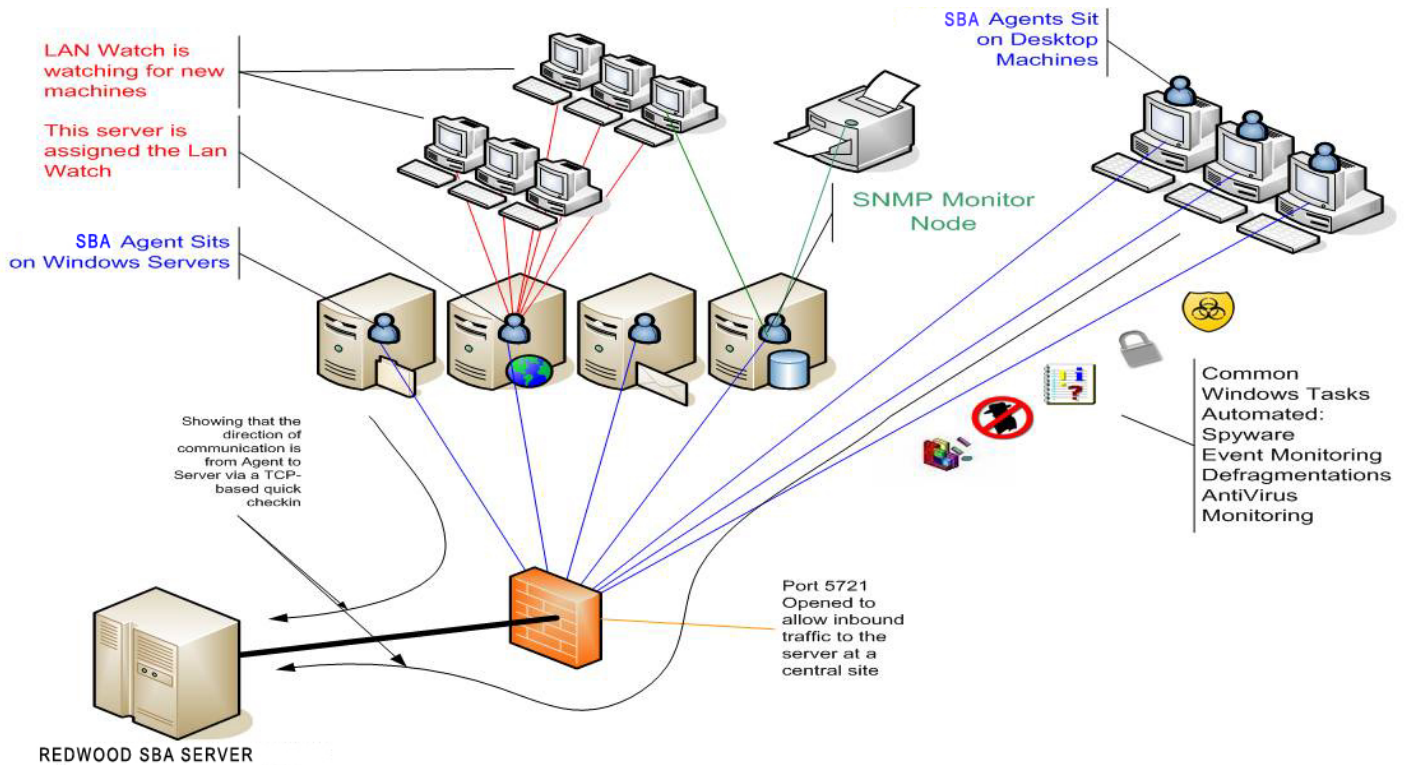 LAN Watch is
watching for new
machines
This server is
assigned the Lan
Watch
SBA Agent Sits
on Windows Servers
SBA Agents Sit
on Desktop
Machines
SNMP Monitor
Node
Common
Windows Tasks
Automated:
Spyware
Event Monitoring
Defragmentations
AntiVirus
Monitoring
Showing that the
direction of
communication is
from Agent to
Server via a TCP-
based quick
checkin
Port 5721
Opened to
allow inbound
traffic to the
server at a
central site
REDWOOD SBA SERVER